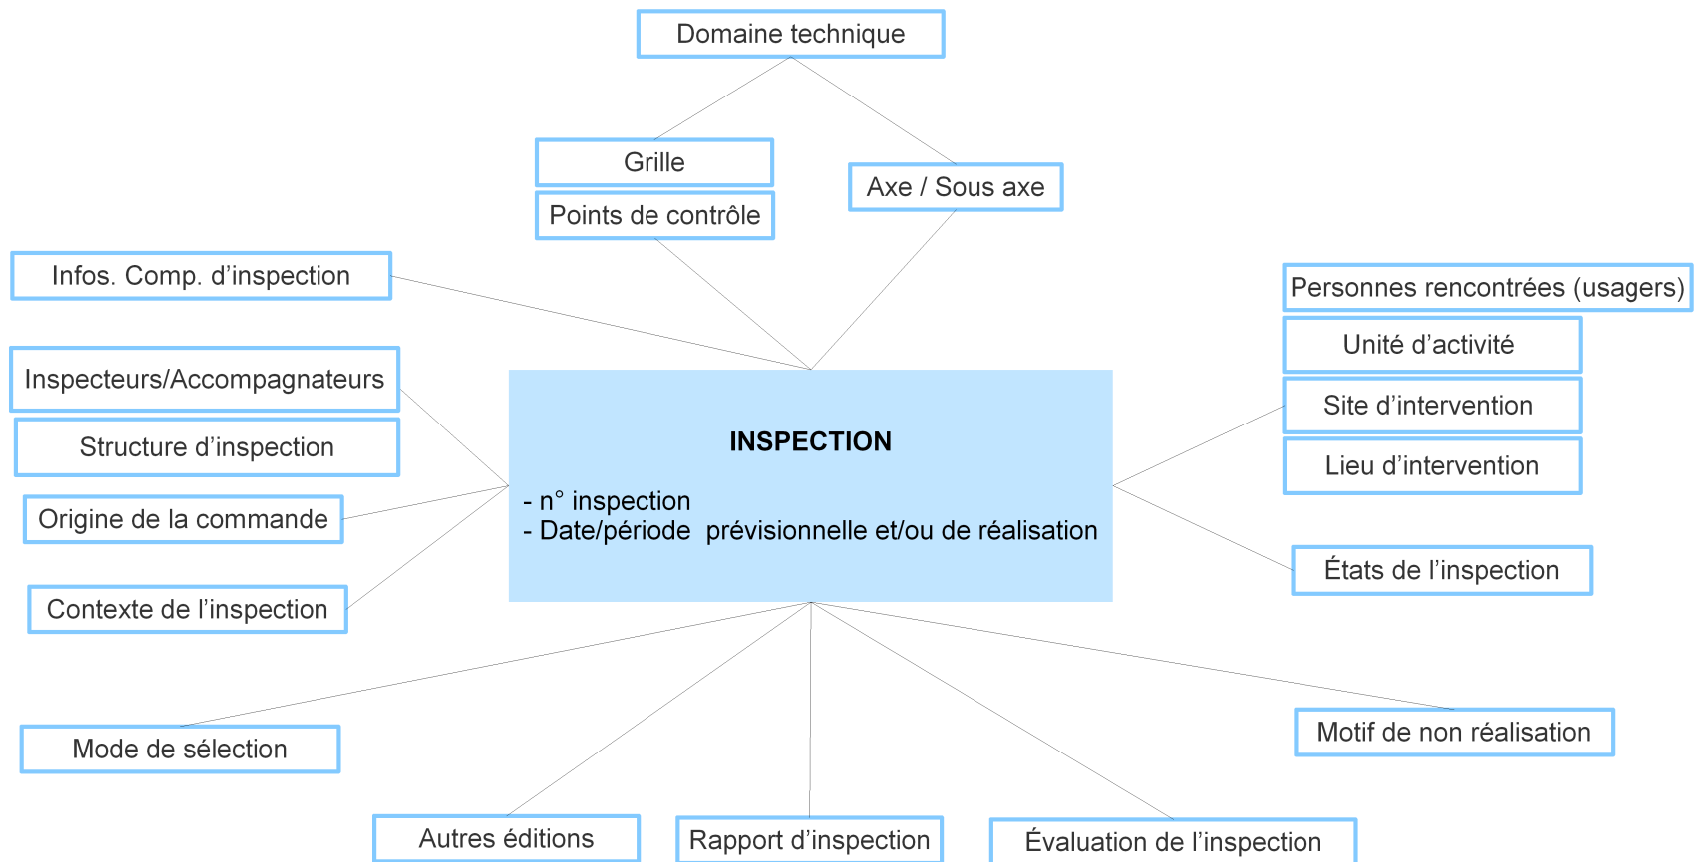 Domaine technique
Grille
Axe / Sous axe
Points de contrôle
Infos. Comp. d’inspection
Personnes rencontrées (usagers)
Unité d’activité
Inspecteurs/Accompagnateurs
Site d’intervention
Structure d’inspection
INSPECTION
Lieu d’intervention
- n° inspection
- Date/période  prévisionnelle et/ou de réalisation
Origine de la commande
États de l’inspection
Contexte de l’inspection
Mode de sélection
Motif de non réalisation
Autres éditions
Rapport d’inspection
Évaluation de l’inspection